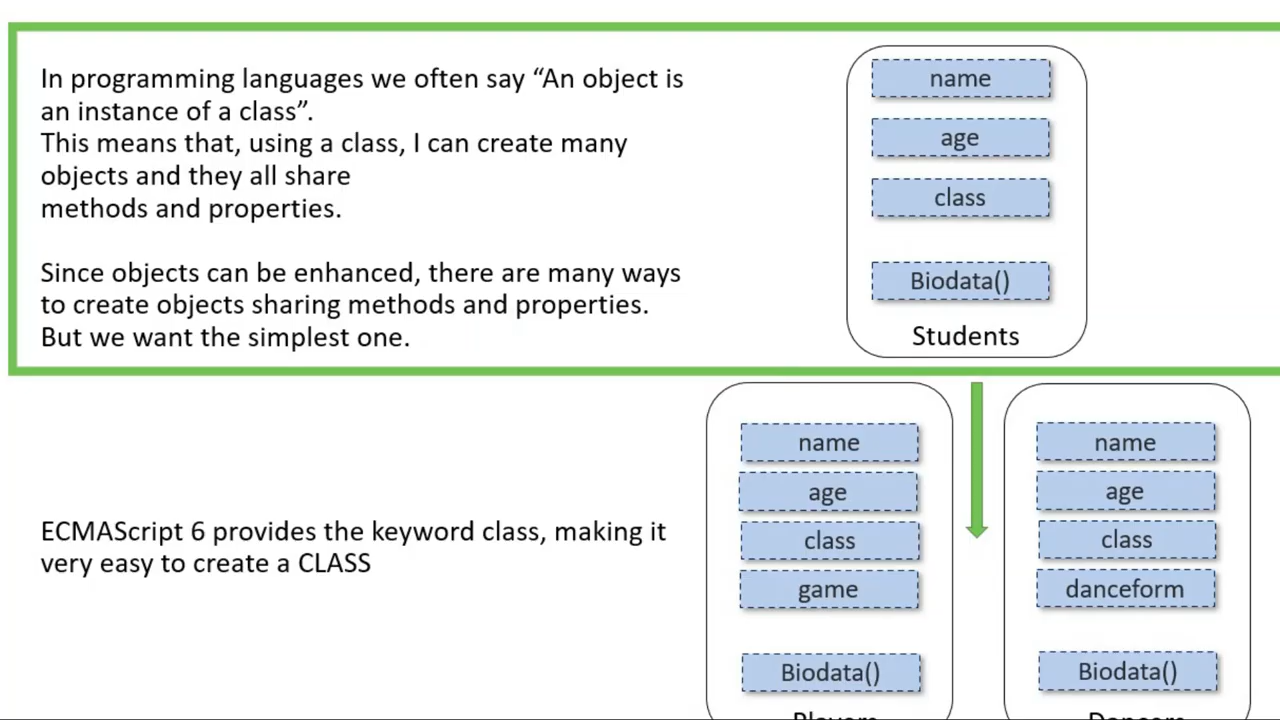 In programming languages we often say “An object is
an instance of a class”.
This means that, using a class, I can create many
objects and they all share
methods and properties.
Since objects can be enhanced, there are many ways
to create objects sharing methods and properties.
But we want the simplest one.
name
age
class
Biodata()
Students
ECMAScript 6 provides the keyword class, making it
very easy to create a CLASS
name
age
class
game
Biodata()
Players
name
age
class
danceform
Biodata()
Dancers